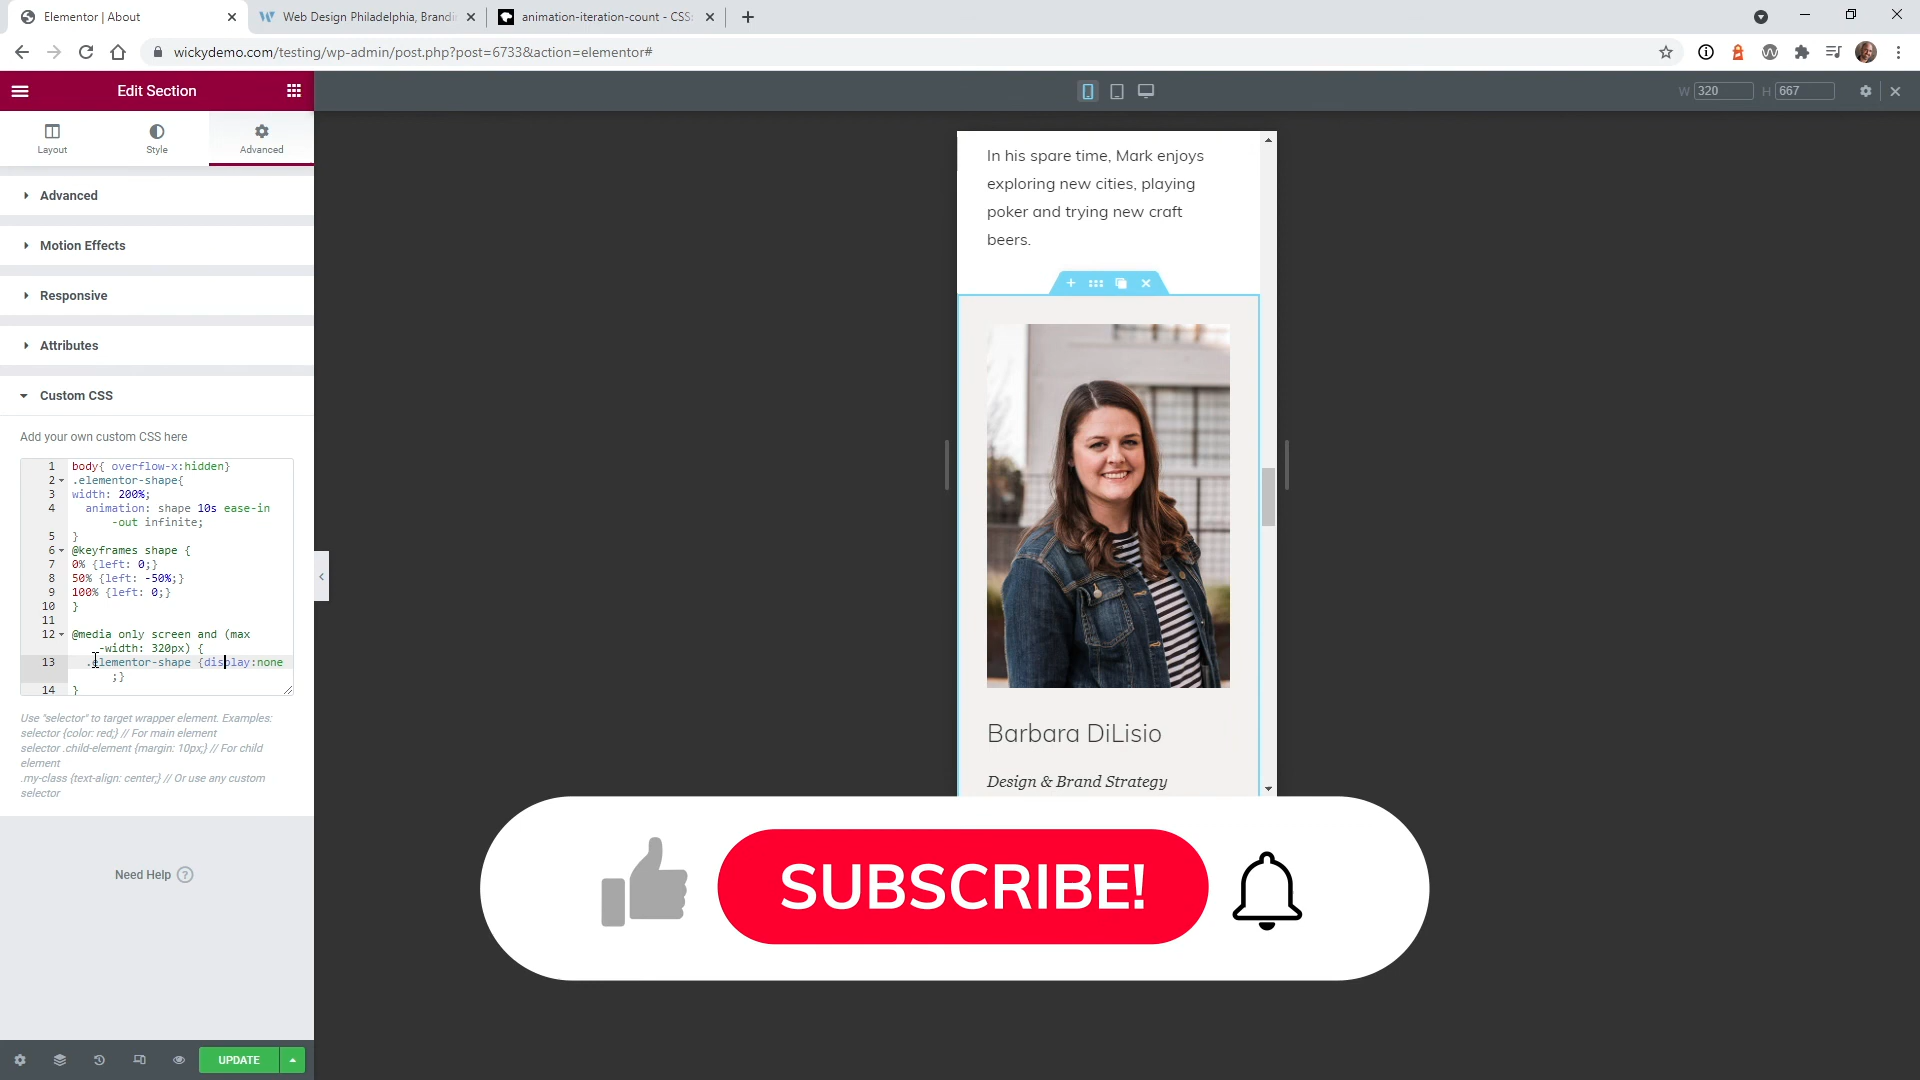 Elementor | About
Web Design Philadelphia, Brandi
animation-iteration-count - CSS:
wickydemo.com/testing/wp-admin/post.php?post=6733&action=elementor#
Edit Section
W 320 H 667
Layout Style Advanced
Advanced
Motion Effects
Responsive
Attributes
Custom CSS
Add your own custom CSS here
1 body{ overflow-x:hidden}
2 .elementor-shape{
3 width: 200%;
4 animation: shape 10s ease-in
-out infinite;
5 }
6 @keyframes shape {
7 0% {left: 0;}
8 50% {left: -50%;}
9 100% {left: 0;}
10 }
11
12 @media only screen and (max
-width: 320px) {
13 .elementor-shape {display:none
;}
14 }
Use "selector" to target wrapper element. Examples:
selector {color: red;} // For main element
selector .child-element {margin: 10px;} // For child
element
.my-class {text-align: center;} // Or use any custom
selector
Need Help ?
UPDATE
In his spare time, Mark enjoys
exploring new cities, playing
poker and trying new craft
beers.
Barbara DiLisio
Design & Brand Strategy
SUBSCRIBE!